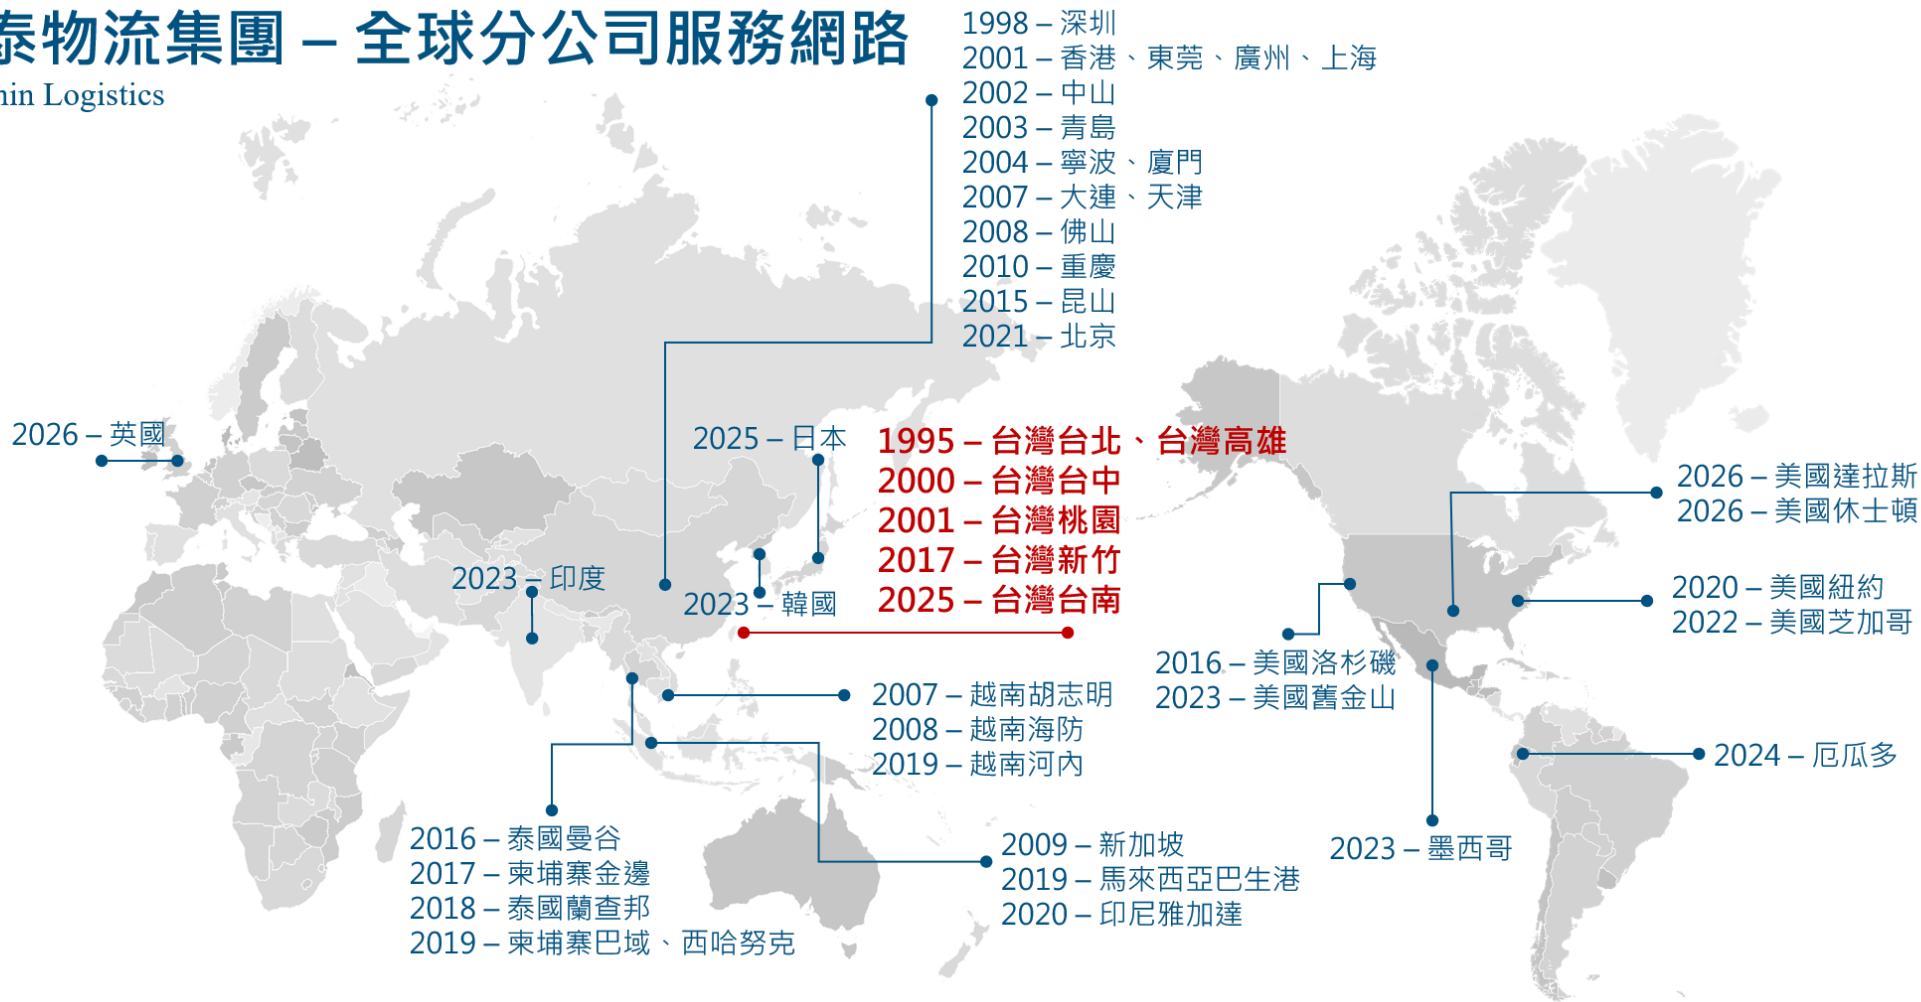 泰物流集團 – 全球分公司服務網路
Logistics
1998 – 深圳
2001 – 香港、東莞、廣州、上海
2002 – 中山
2003 – 青島
2004 – 寧波、廈門
2007 – 大連、天津
2008 – 佛山
2010 – 重慶
2015 – 昆山
2021 – 北京
2026 – 英國
2025 – 日本
1995 – 台灣台北、台灣高雄
2000 – 台灣台中
2001 – 台灣桃園
2017 – 台灣新竹
2025 – 台灣台南
2023 – 印度
2023 – 韓國
2026 – 美國達拉斯
2026 – 美國休士頓
2020 – 美國紐約
2022 – 美國芝加哥
2016 – 美國洛杉磯
2023 – 美國舊金山
2007 – 越南胡志明
2008 – 越南海防
2019 – 越南河內
2024 – 厄瓜多
2016 – 泰國曼谷
2017 – 柬埔寨金邊
2018 – 泰國蘭查邦
2019 – 柬埔寨巴域、西哈努克
2009 – 新加坡
2019 – 馬來西亞巴生港
2020 – 印尼雅加達
2023 – 墨西哥